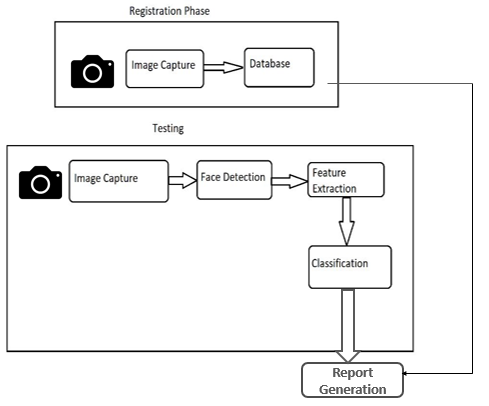 Registration Phase
Image Capture
Database
Testing
Image Capture
Face Detection
Feature
Extraction
Classification
Report
Generation